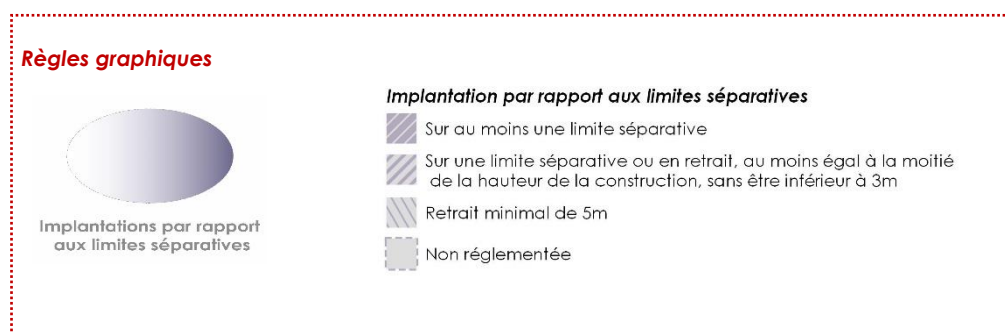 Règles graphiques
Implantations par rapport
aux limites séparatives
Implantation par rapport aux limites séparatives
Sur au moins une limite séparative
Sur une limite séparative ou en retrait, au moins égal à la moitié
de la hauteur de la construction, sans être inférieur à 3m
Retrait minimal de 5m
Non réglementée